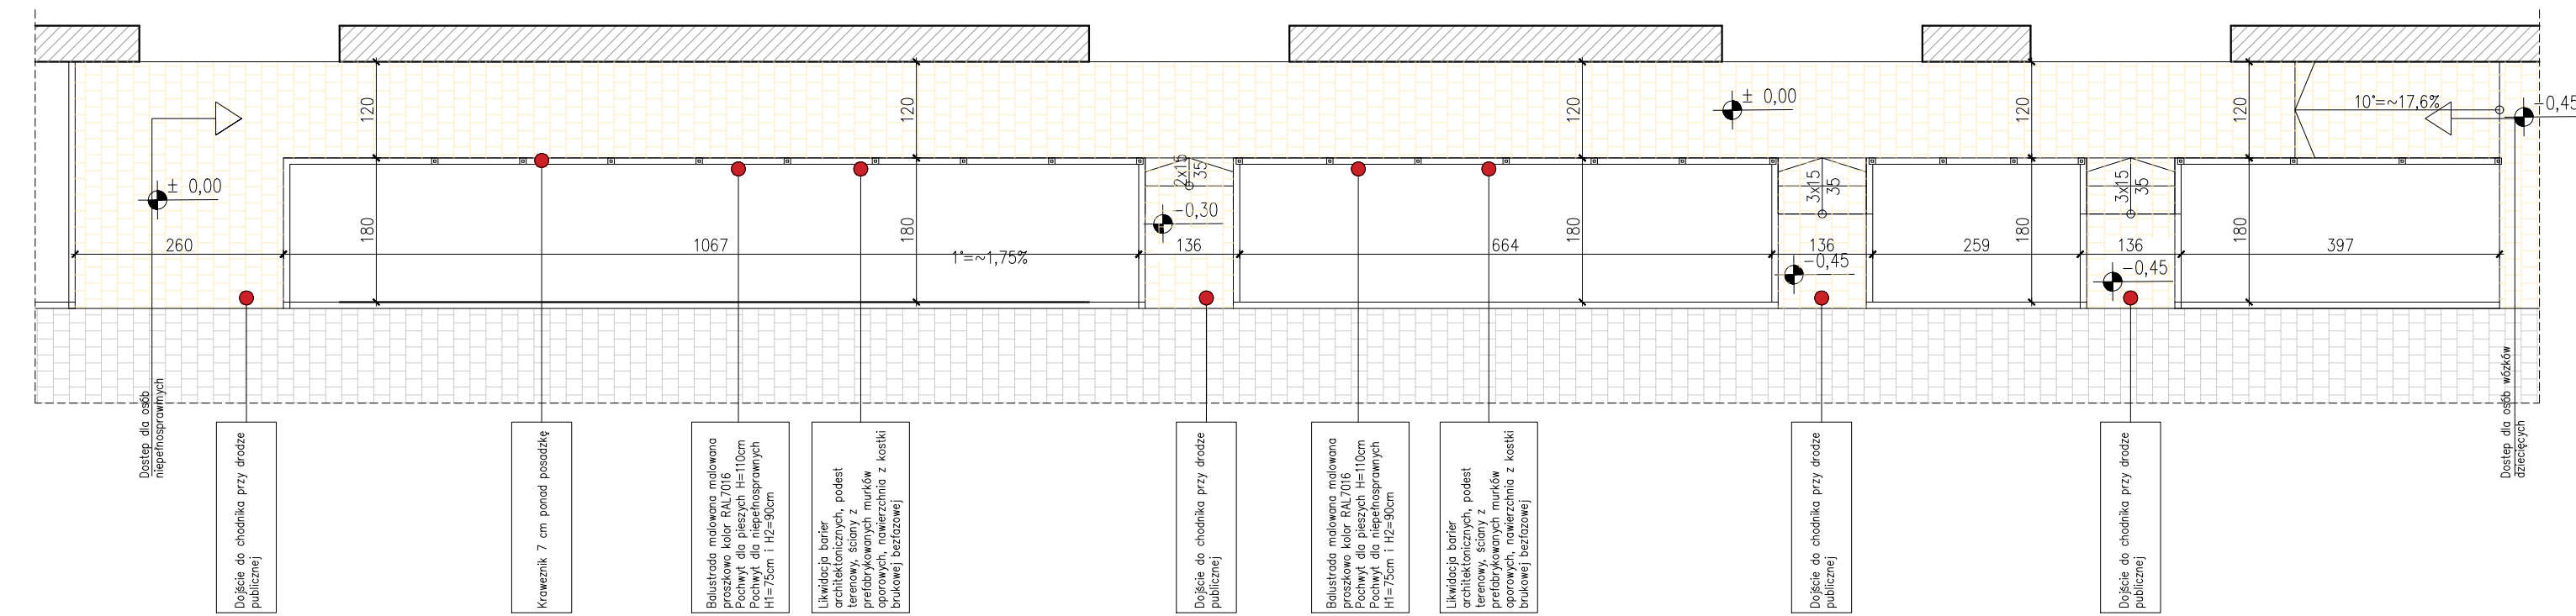 120
120
120
120
120
± 0,00
10°=~17,6%
-0,45
± 0,00
2x15
35
-0,30
3x15
35
3x15
35
180
180
180
180
180
260
1067
1°=~1,75%
136
664
136
259
136
397
-0,45
-0,45
Dostep dla osób
niepełnosprawmych
Dojście do chodnika przy drodze
publicznej
Krawężnik 7 cm ponad posadzkę
Balustrada malowana malowana
proszkowo kolor RAL7016
Pochwyt dla pieszych H=110cm
Pochwyt dla niepełnosprawnych
H1=75cm i H2=90cm
Likwidacja barier
architektonicznych, podest
terenowy, ściany z
prefabrykowanych murków
oporowych, nawierzchnia z kostki
brukowej bezfazowej
Dojście do chodnika przy drodze
publicznej
Balustrada malowana malowana
proszkowo kolor RAL7016
Pochwyt dla pieszych H=110cm
Pochwyt dla niepełnosprawnych
H1=75cm i H2=90cm
Likwidacja barier
architektonicznych, podest
terenowy, ściany z
prefabrykowanych murków
oporowych, nawierzchnia z kostki
brukowej bezfazowej
Dojście do chodnika przy drodze
publicznej
Dojście do chodnika przy drodze
publicznej
Dostep dla osób wózków
dziecięcych